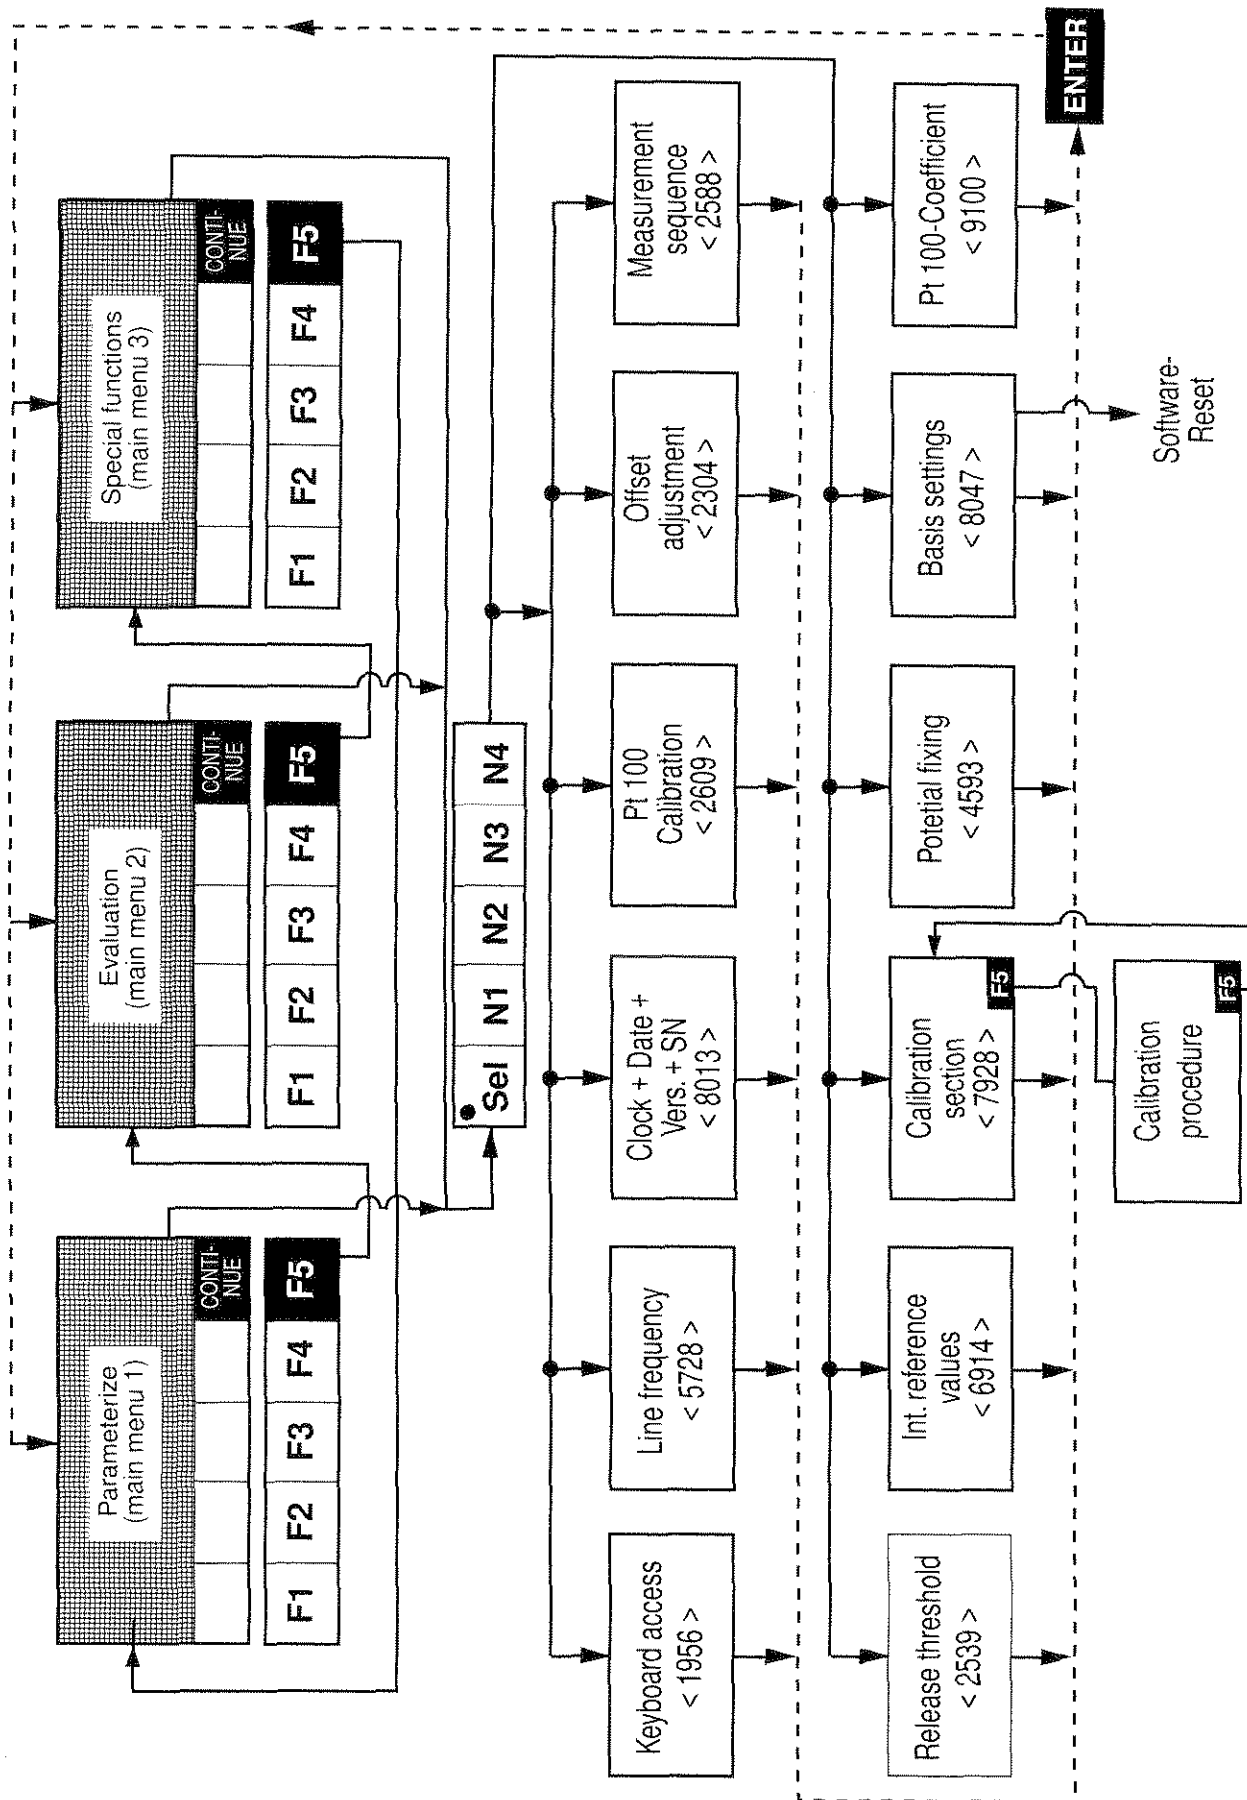 Parameterize
(main menu 1)
CONTI-
NUE
F1 F2 F3 F4 F5
Evaluation
(main menu 2)
CONTI-
NUE
F1 F2 F3 F4 F5
Special functions
(main menu 3)
CONTI-
NUE
F1 F2 F3 F4 F5
Sel N1 N2 N3 N4
Keyboard access
< 1956 >
Line frequency
< 5728 >
Clock + Date +
Vers. + SN
< 8013 >
Pt 100
Calibration
< 2609 >
Offset
adjustment
< 2304 >
Measurement
sequence
< 2588 >
Release threshold
< 2539 >
Int. reference
values
< 6914 >
Calibration
section
< 7928 >
F5
Potetial fixing
< 4593 >
Basis settings
< 8047 >
Pt 100-Coefficient
< 9100 >
ENTER
Calibration
procedure
F5
Software-
Reset